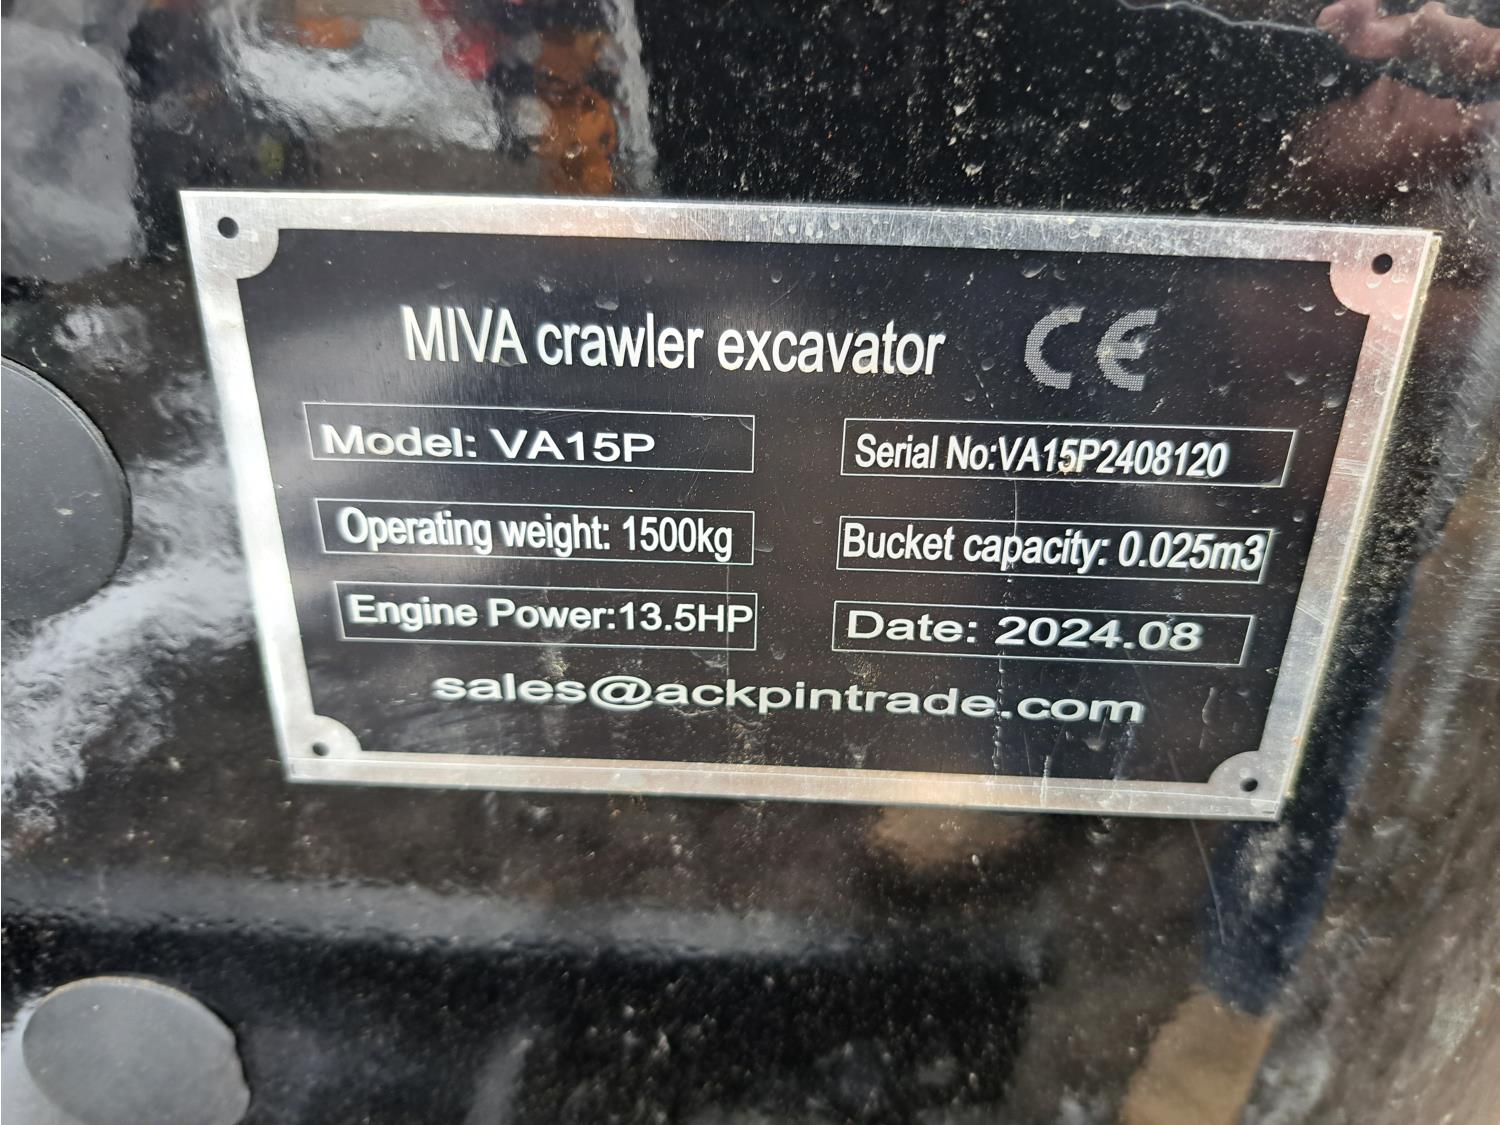 MIVA crawler excavator CE
Model: VA15P
Serial No:VA15P2408120
Operating weight: 1500kg
Bucket capacity: 0.025m3
Engine Power:13.5HP
Date: 2024.08
sales@ackpintrade.com